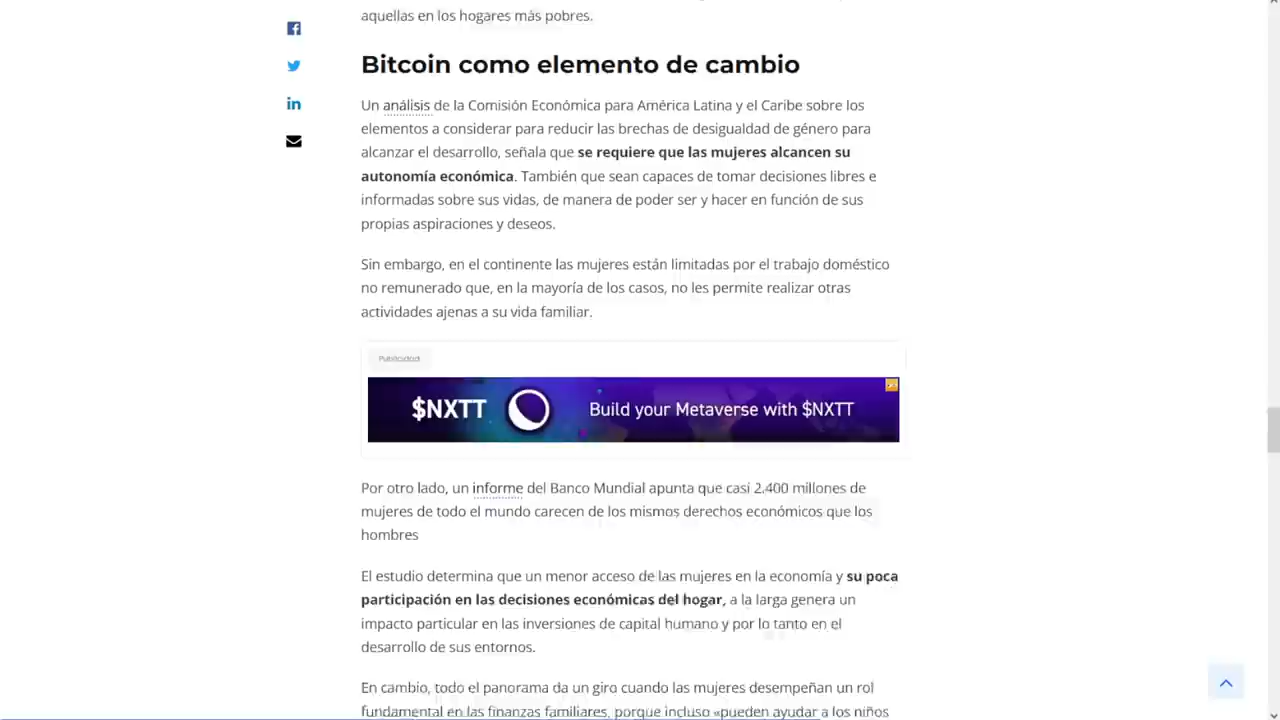 aquellas en los hogares más pobres.
Bitcoin como elemento de cambio
Un análisis de la Comisión Económica para América Latina y el Caribe sobre los
elementos a considerar para reducir las brechas de desigualdad de género para
alcanzar el desarrollo, señala que se requiere que las mujeres alcancen su
autonomía económica. También que sean capaces de tomar decisiones libres e
informadas sobre sus vidas, de manera de poder ser y hacer en función de sus
propias aspiraciones y deseos.
Sin embargo, en el continente las mujeres están limitadas por el trabajo doméstico
no remunerado que, en la mayoría de los casos, no les permite realizar otras
actividades ajenas a su vida familiar.
Publicidad
$NXTT
Build your Metaverse with $NXTT
Por otro lado, un informe del Banco Mundial apunta que casi 2.400 millones de
mujeres de todo el mundo carecen de los mismos derechos económicos que los
hombres
El estudio determina que un menor acceso de las mujeres en la economía y su poca
participación en las decisiones económicas del hogar, a la larga genera un
impacto particular en las inversiones de capital humano y por lo tanto en el
desarrollo de sus entornos.
En cambio, todo el panorama da un giro cuando las mujeres desempeñan un rol
fundamental en las finanzas familiares, porque incluso «pueden ayudar a los niños